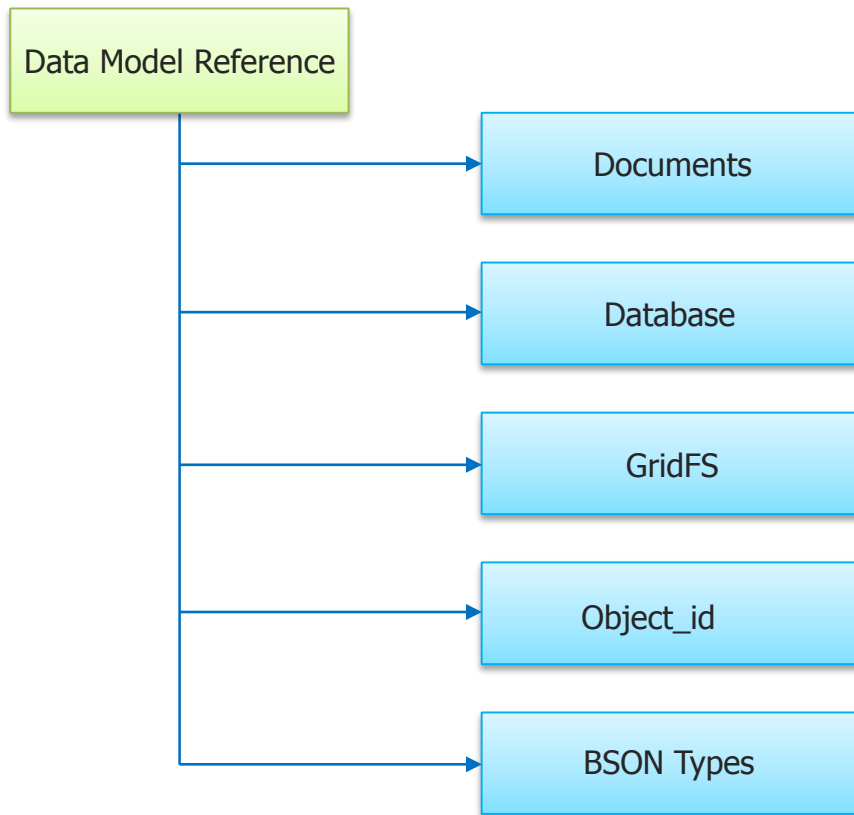 Data Model Reference
Documents
Database
GridFS
Object_id
BSON Types